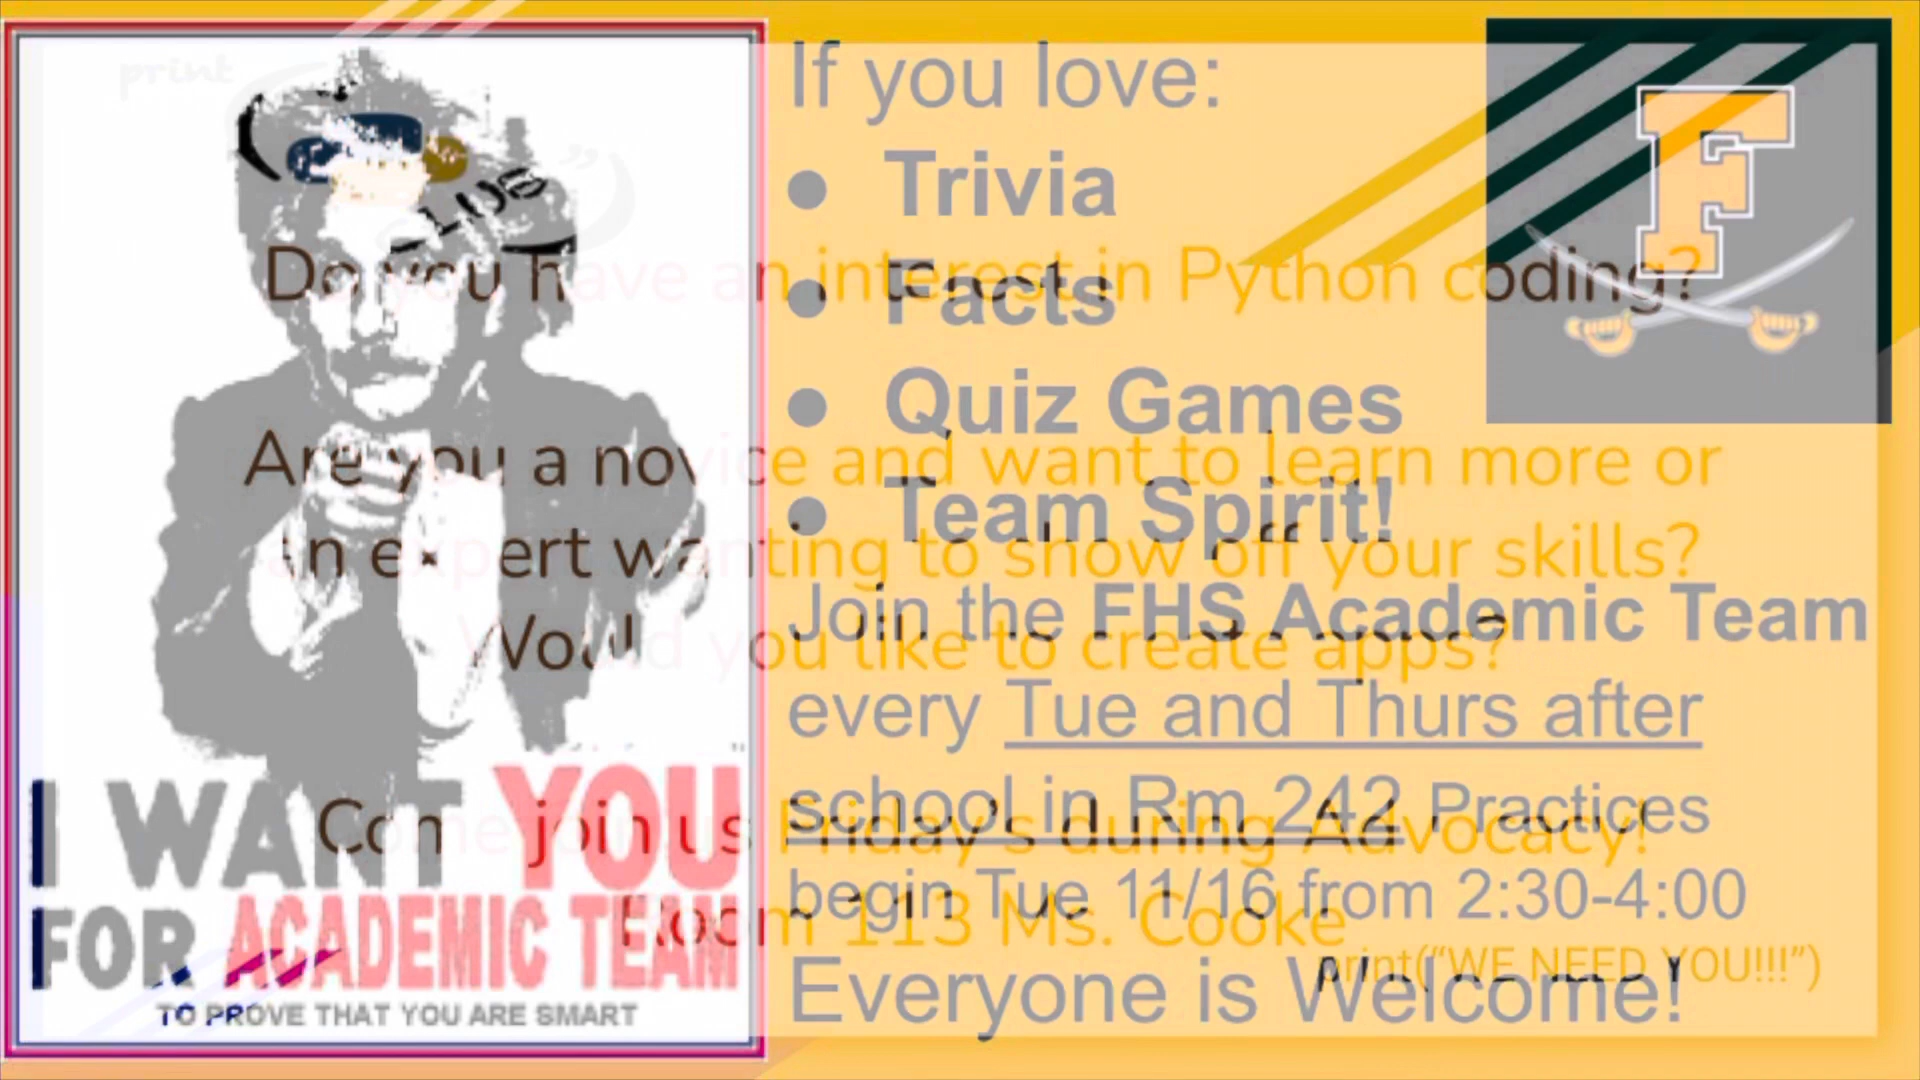 If you love:
● Trivia
● Facts
● Quiz Games
● Team Spirit!
Join the FHS Academic Team
every Tue and Thurs after
school in Rm 242 Practices
begin Tue 11/16 from 2:30-4:00
Everyone is Welcome!
F
I WANT YOU
FOR ACADEMIC TEAM
TO PROVE THAT YOU ARE SMART
print
CLUB
Do you have an interest in Python coding?
Are you a novice and want to learn more or
an expert wanting to show off your skills?
Would you like to create apps?
Come join us Friday's during Advocacy!
Room 113 Ms. Cooke
print(“WE NEED YOU!!!”)